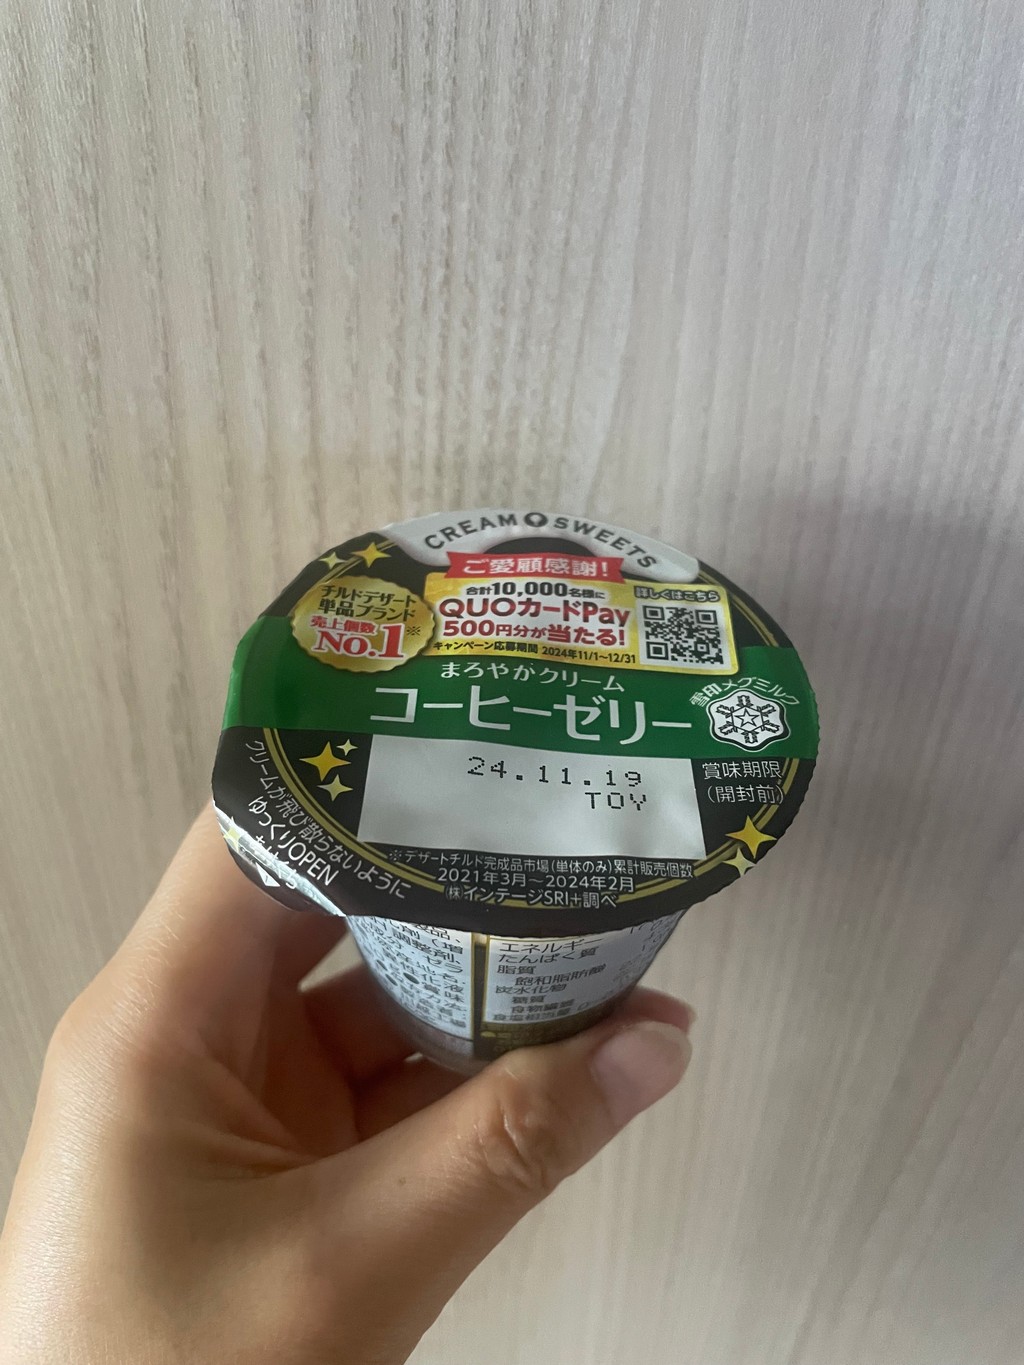 CREAM SWEETS
ご愛顧感謝!
チルドデザート
単品ブランド
売上個数※
No.1
合計10,000名様に
QUOカードPay
500円分が当たる!
キャンペーン応募期間 2024年11/1〜12/31
詳しくはこちら
まろやかクリーム
コーヒーゼリー
雪印メグミルク
24.11.19
TOY
賞味期限
(開封前)
クリームが飛び散らないように
ゆっくりOPEN
※デザートチルド完成品市場(単体のみ)累計販売個数
2021年3月〜2024年2月
㈱インテージSRI+調べ
エネルギー
たんぱく質
脂質
飽和脂肪酸
炭水化物
糖質
食物繊維
食塩相当量